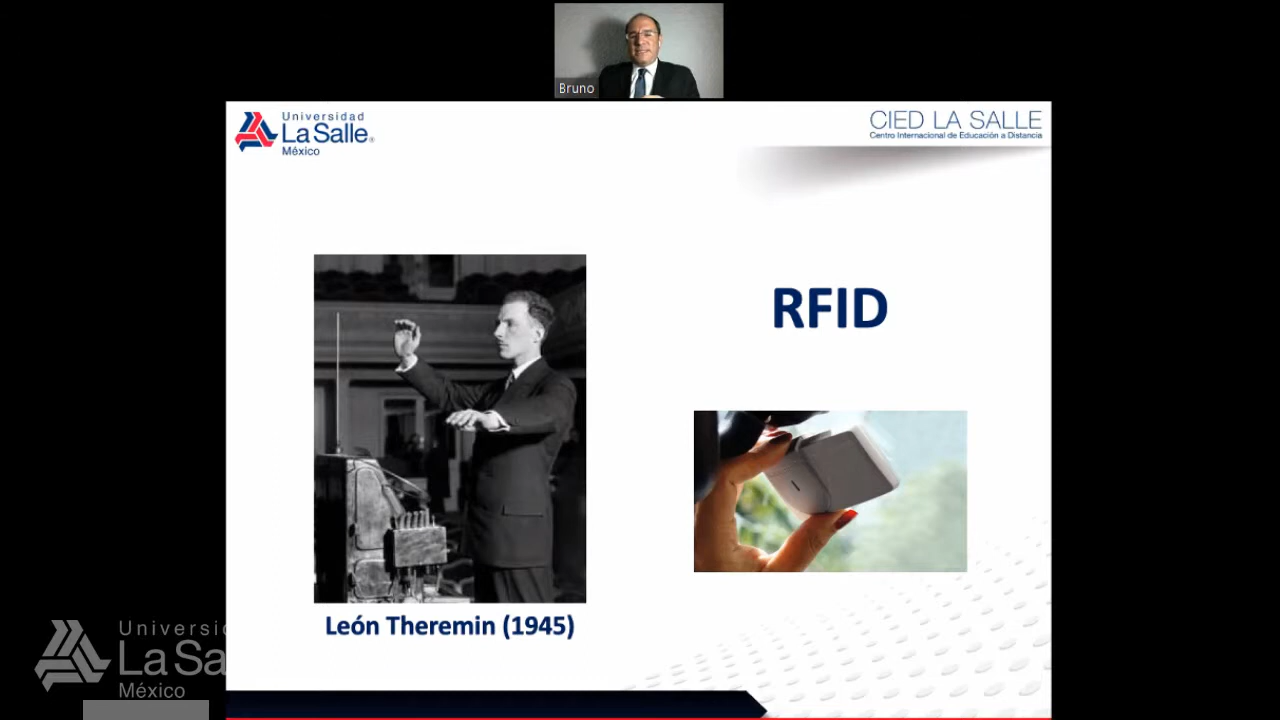 Bruno
Universidad
La Salle®
México
CIED LA SALLE
Centro Internacional de Educación a Distancia
RFID
León Theremin (1945)
Universid
La Sa
México